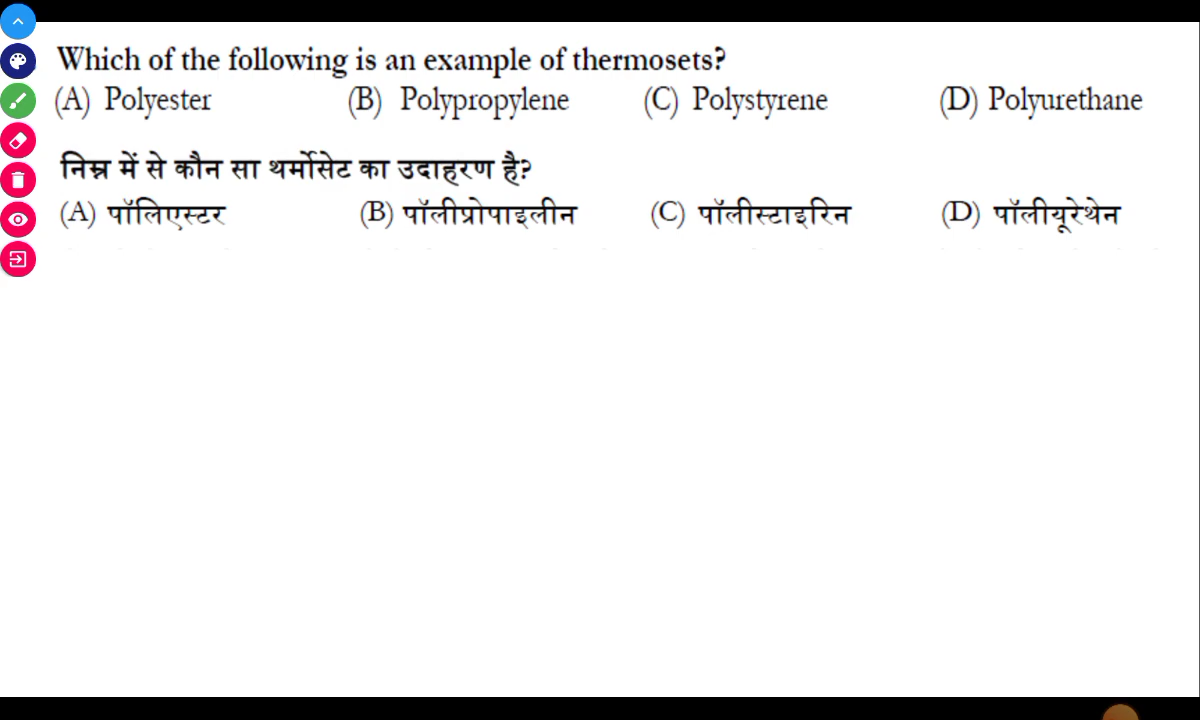 Which of the following is an example of thermosets?
(A) Polyester (B) Polypropylene (C) Polystyrene (D) Polyurethane
निम्न में से कौन सा थर्मोसेट का उदाहरण है?
(A) पॉलिएस्टर (B) पॉलीप्रोपाइलीन (C) पॉलीस्टाइरिन (D) पॉलीयूरेथेन